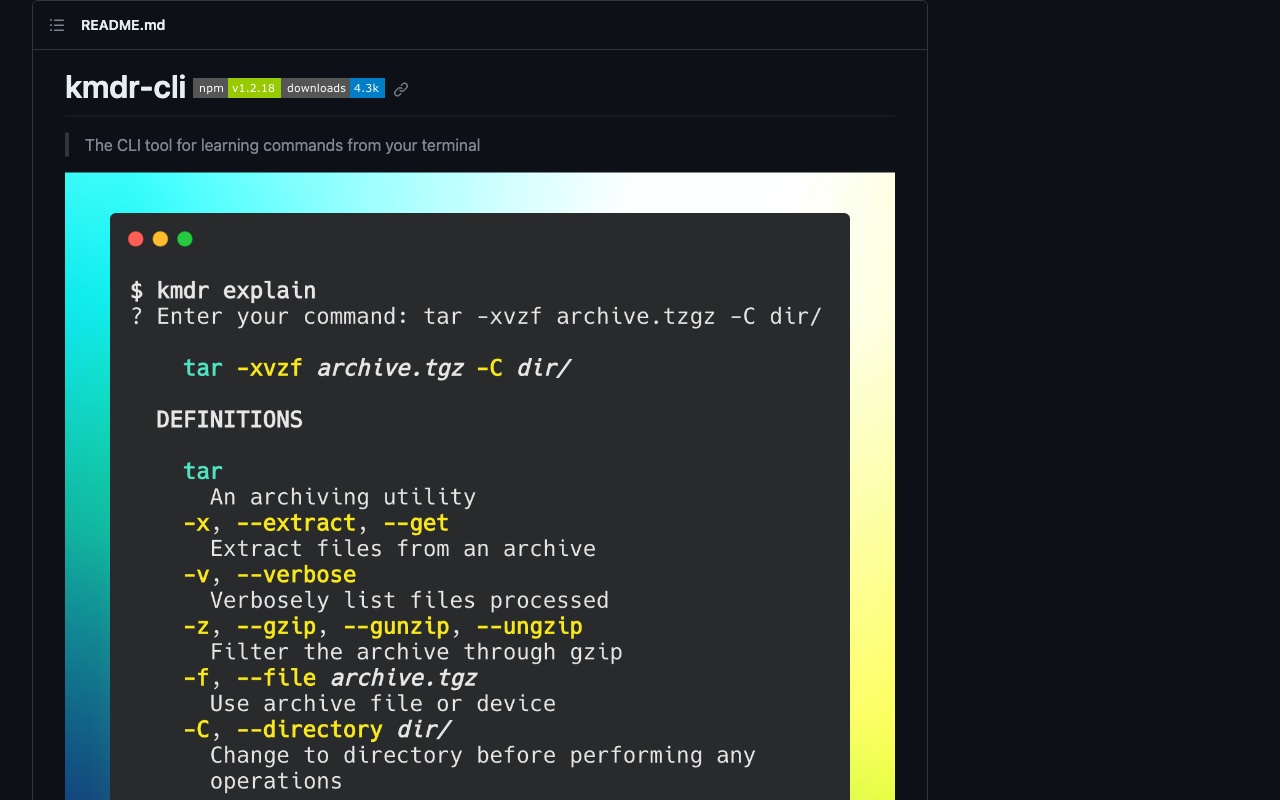 README.md
kmdr-cli npm v1.2.18 downloads 4.3k
The CLI tool for learning commands from your terminal
$ kmdr explain
? Enter your command: tar -xvzf archive.tzgz -C dir/
tar -xvzf archive.tgz -C dir/
DEFINITIONS
tar
An archiving utility
-x, --extract, --get
Extract files from an archive
-v, --verbose
Verbosely list files processed
-z, --gzip, --gunzip, --ungzip
Filter the archive through gzip
-f, --file archive.tgz
Use archive file or device
-C, --directory dir/
Change to directory before performing any
operations